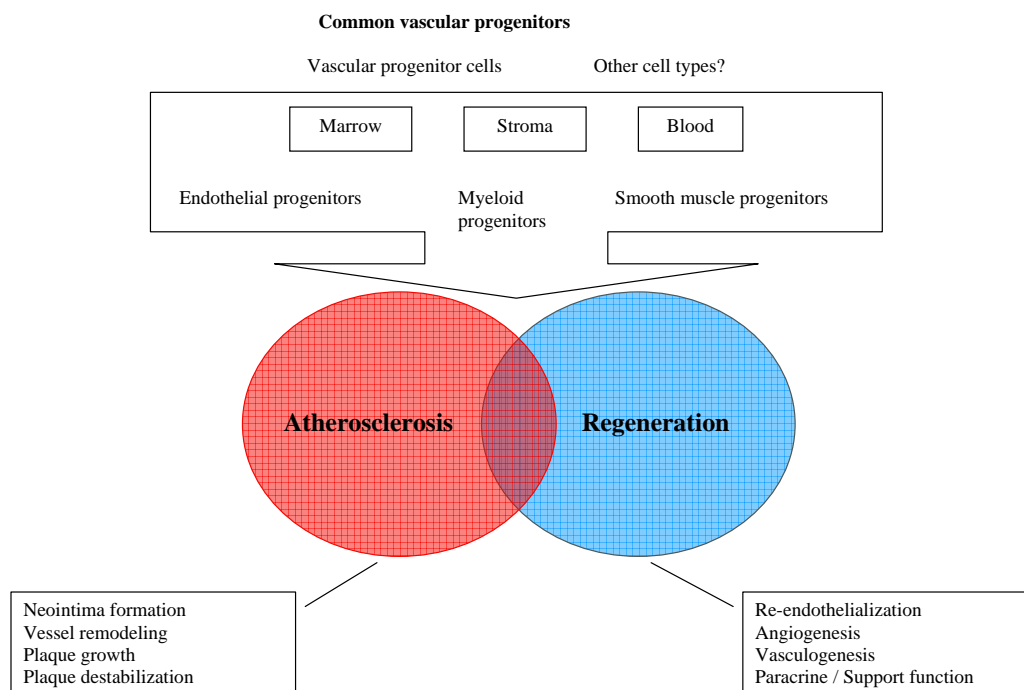 Common vascular progenitors
Vascular progenitor cells
Other cell types?
Marrow
Stroma
Blood
Endothelial progenitors
Myeloid
progenitors
Smooth muscle progenitors
Atherosclerosis
Regeneration
Neointima formation
Vessel remodeling
Plaque growth
Plaque destabilization
Re-endothelialization
Angiogenesis
Vasculogenesis
Paracrine / Support function